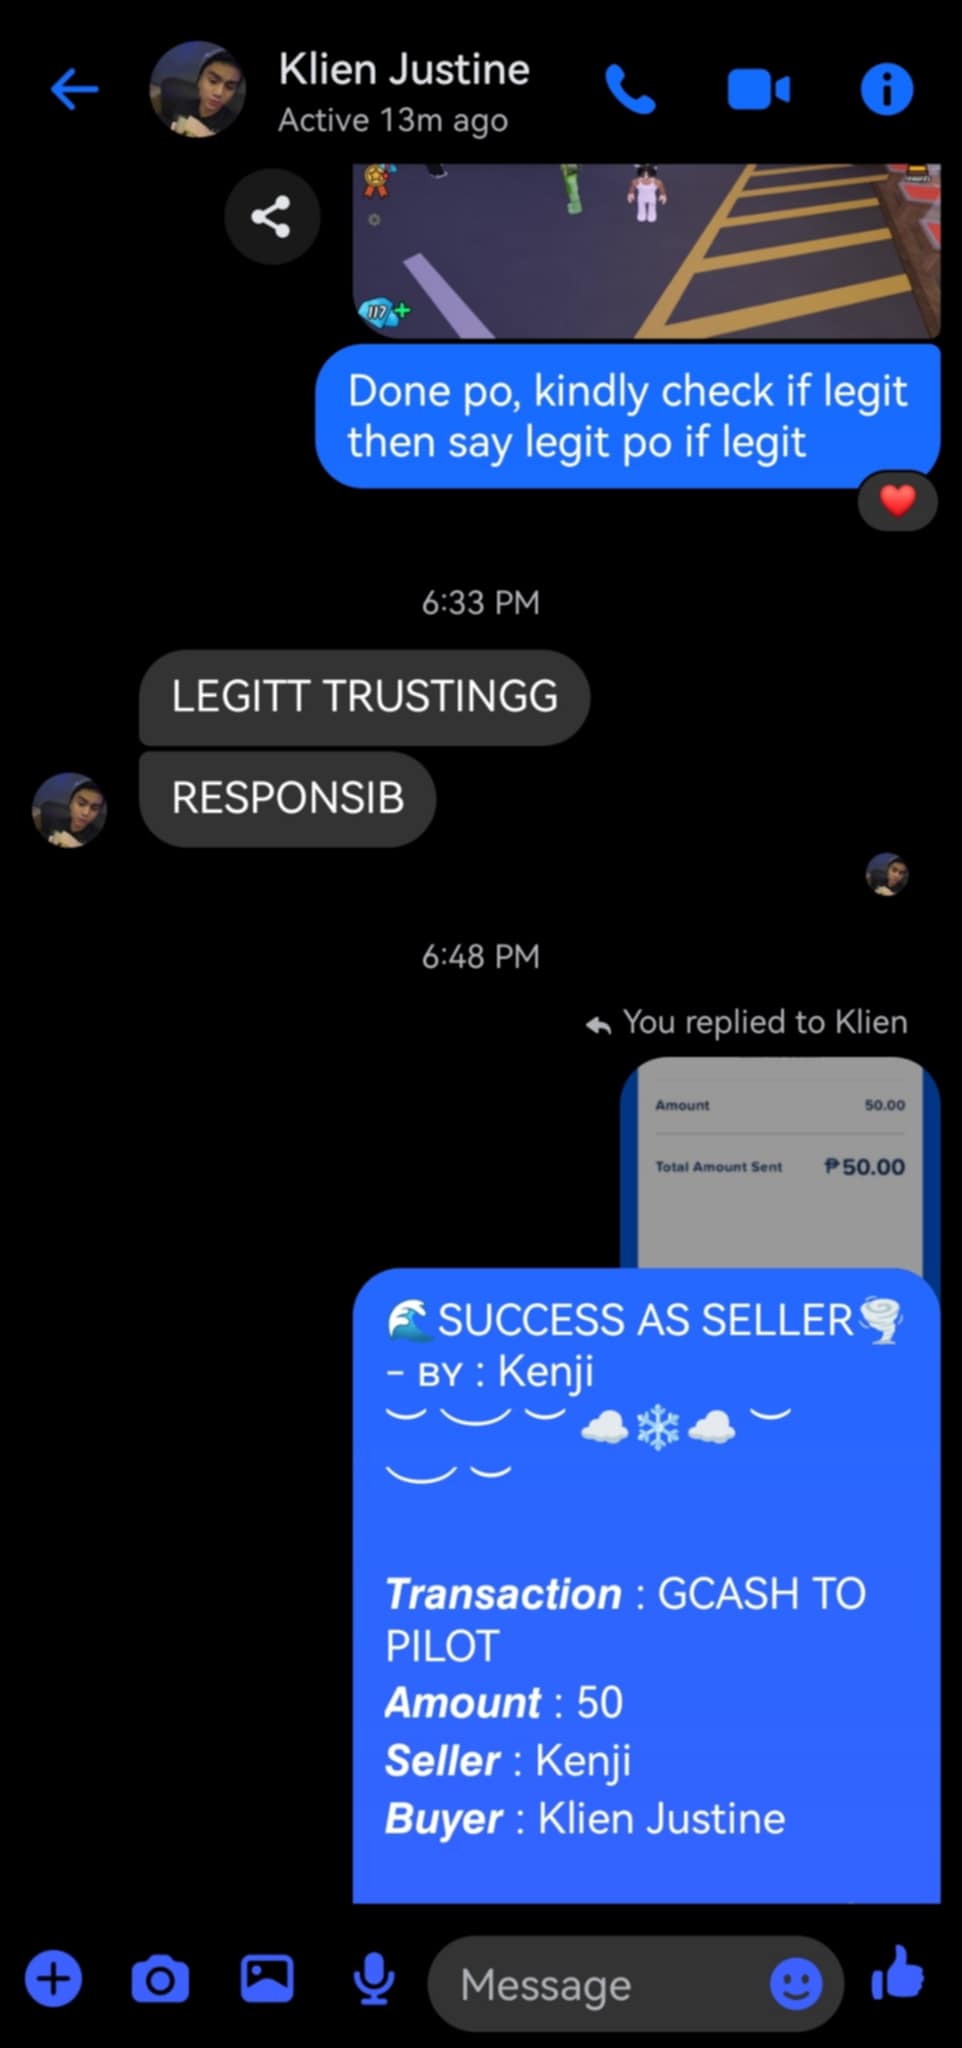 Klien Justine
Active 13m ago
117
Done po, kindly check if legit
then say legit po if legit
6:33 PM
LEGITT TRUSTINGG
RESPONSIB
6:48 PM
You replied to Klien
Amount 50.00
Total Amount Sent ₱50.00
🌊SUCCESS AS SELLER🌪️
- ʙʏ : Kenji
︶ ︶ ︶ ☁️❄️☁️ ︶
︶ ︶
Transaction : GCASH TO
PILOT
Amount : 50
Seller : Kenji
Buyer : Klien Justine
Message